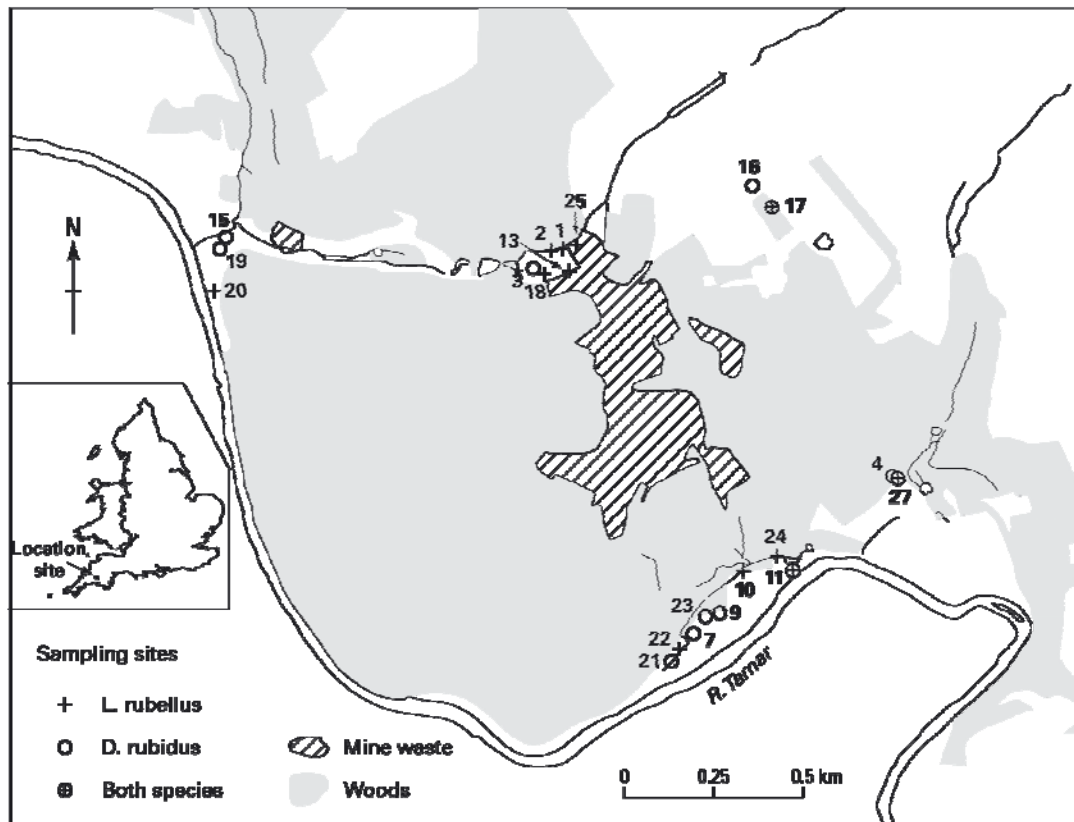 16
17
25
15
13
2
1
N
19
3
18
20
4
27
24
Location
site
11
10
23
9
22
7
21
R. Tamar
Sampling sites
L. rubellus
D. rubidus
Mine waste
Both species
Woods
0
0.25
0.5 km